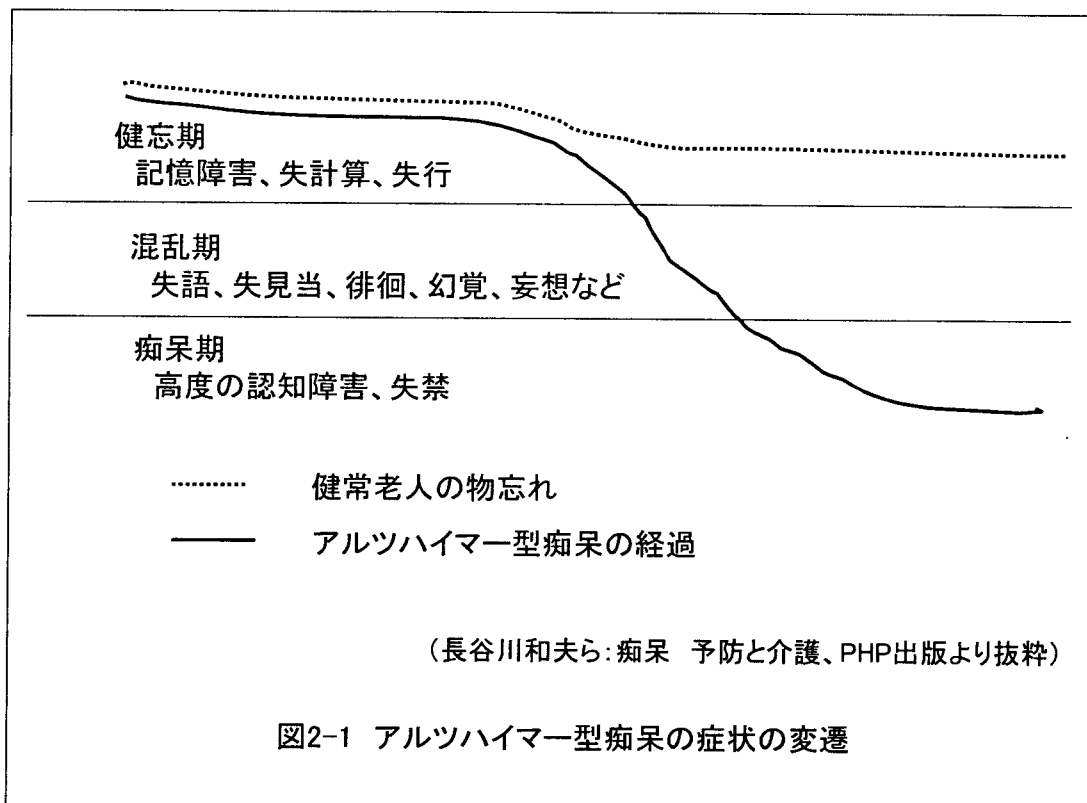 健忘期
記憶障害、失計算、失行
混乱期
失語、失見当、徘徊、幻覚、妄想など
痴呆期
高度の認知障害、失禁
健常老人の物忘れ
アルツハイマー型痴呆の経過
（長谷川和夫ら：痴呆　予防と介護、PHP出版より抜粋）
図2-1　アルツハイマー型痴呆の症状の変遷